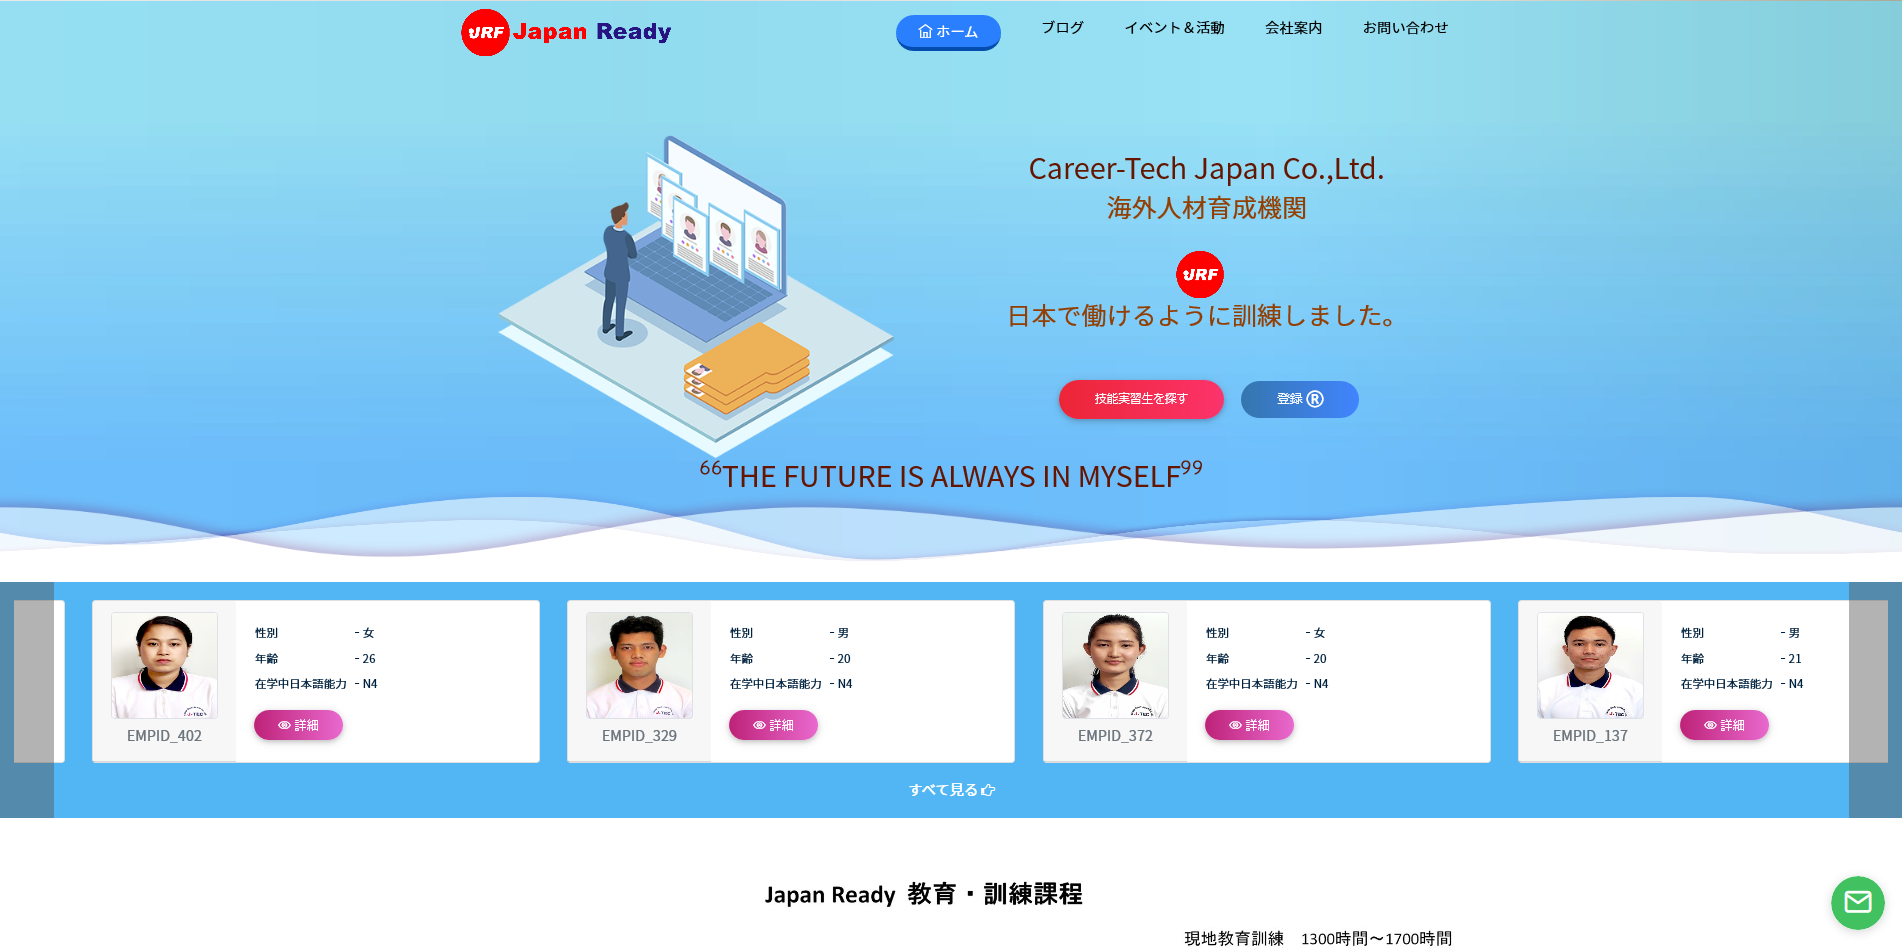 URF Japan Ready
ホーム ブログ イベント＆活動 会社案内 お問い合わせ
Career-Tech Japan Co.,Ltd.
海外人材育成機関
URF
日本で働けるように訓練しました。
技能実習生を探す 登録 ®
66THE FUTURE IS ALWAYS IN MYSELF99
性別 - 女
年齢 - 26
在学中日本語能力 - N4
詳細
EMPID_402
性別 - 男
年齢 - 20
在学中日本語能力 - N4
詳細
EMPID_329
性別 - 女
年齢 - 20
在学中日本語能力 - N4
詳細
EMPID_372
性別 - 男
年齢 - 21
在学中日本語能力 - N4
詳細
EMPID_137
すべて見る
Japan Ready 教育・訓練課程
現地教育訓練　1300時間～1700時間